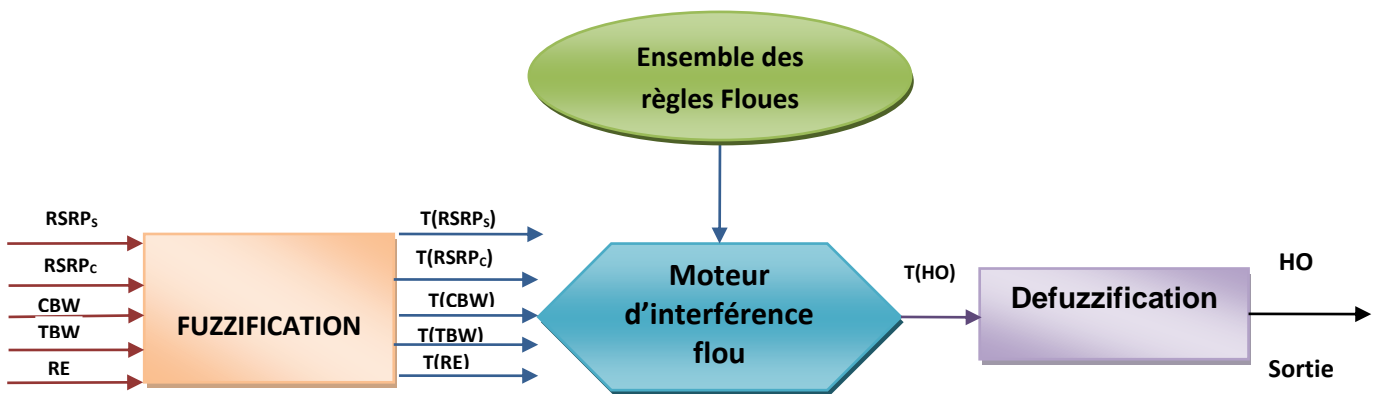 Ensemble des
règles Floues
RSRPS
RSRPC
CBW
TBW
RE
FUZZIFICATION
T(RSRPS)
T(RSRPC)
T(CBW)
T(TBW)
T(RE)
Moteur
d’interférence
flou
T(HO)
Defuzzification
HO
Sortie